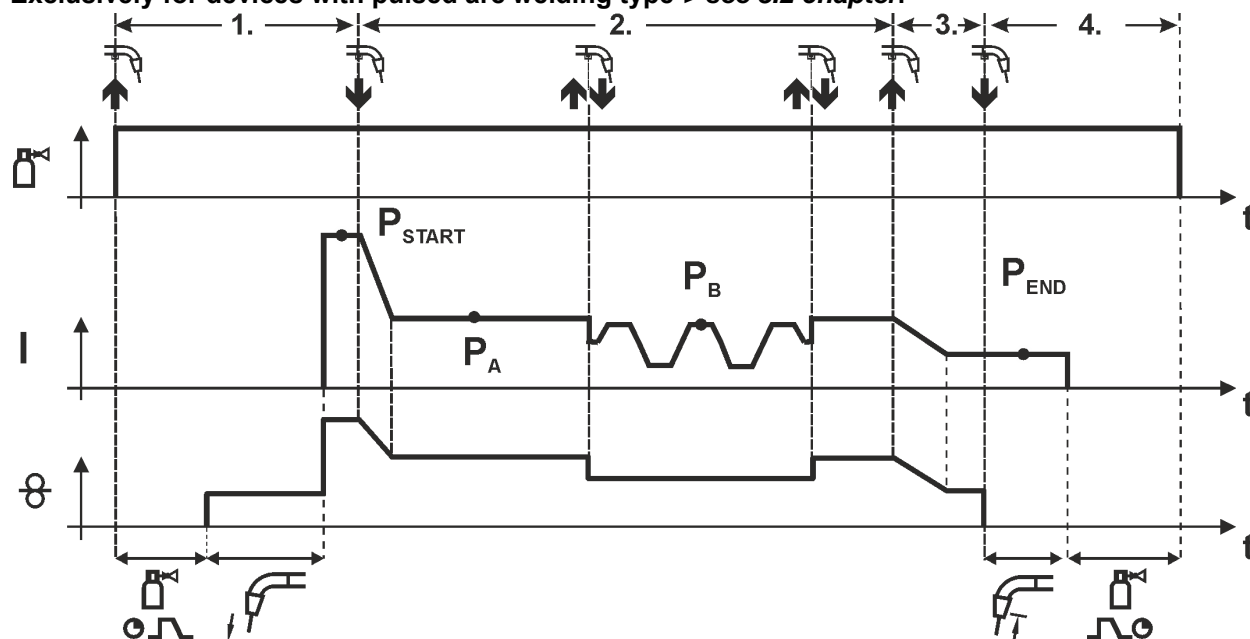 Exclusively for devices with pulsed arc welding type > see 5.2 chapter.
1. 2. 3. 4.
t
PSTART
PB
PEND
I
PA
t
t